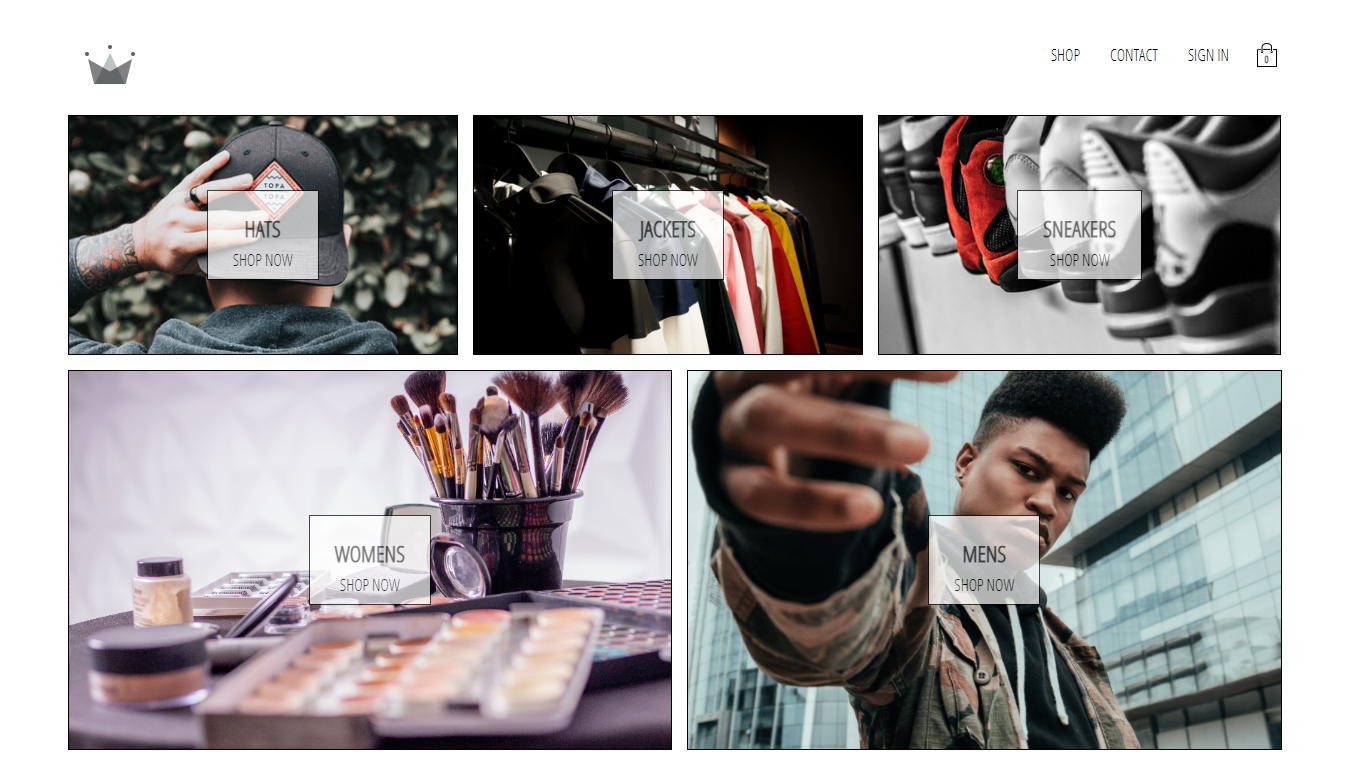 SHOP
CONTACT
SIGN IN
0
TOPA
TOPA
HATS
SHOP NOW
JACKETS
SHOP NOW
SNEAKERS
SHOP NOW
WOMENS
SHOP NOW
MENS
SHOP NOW